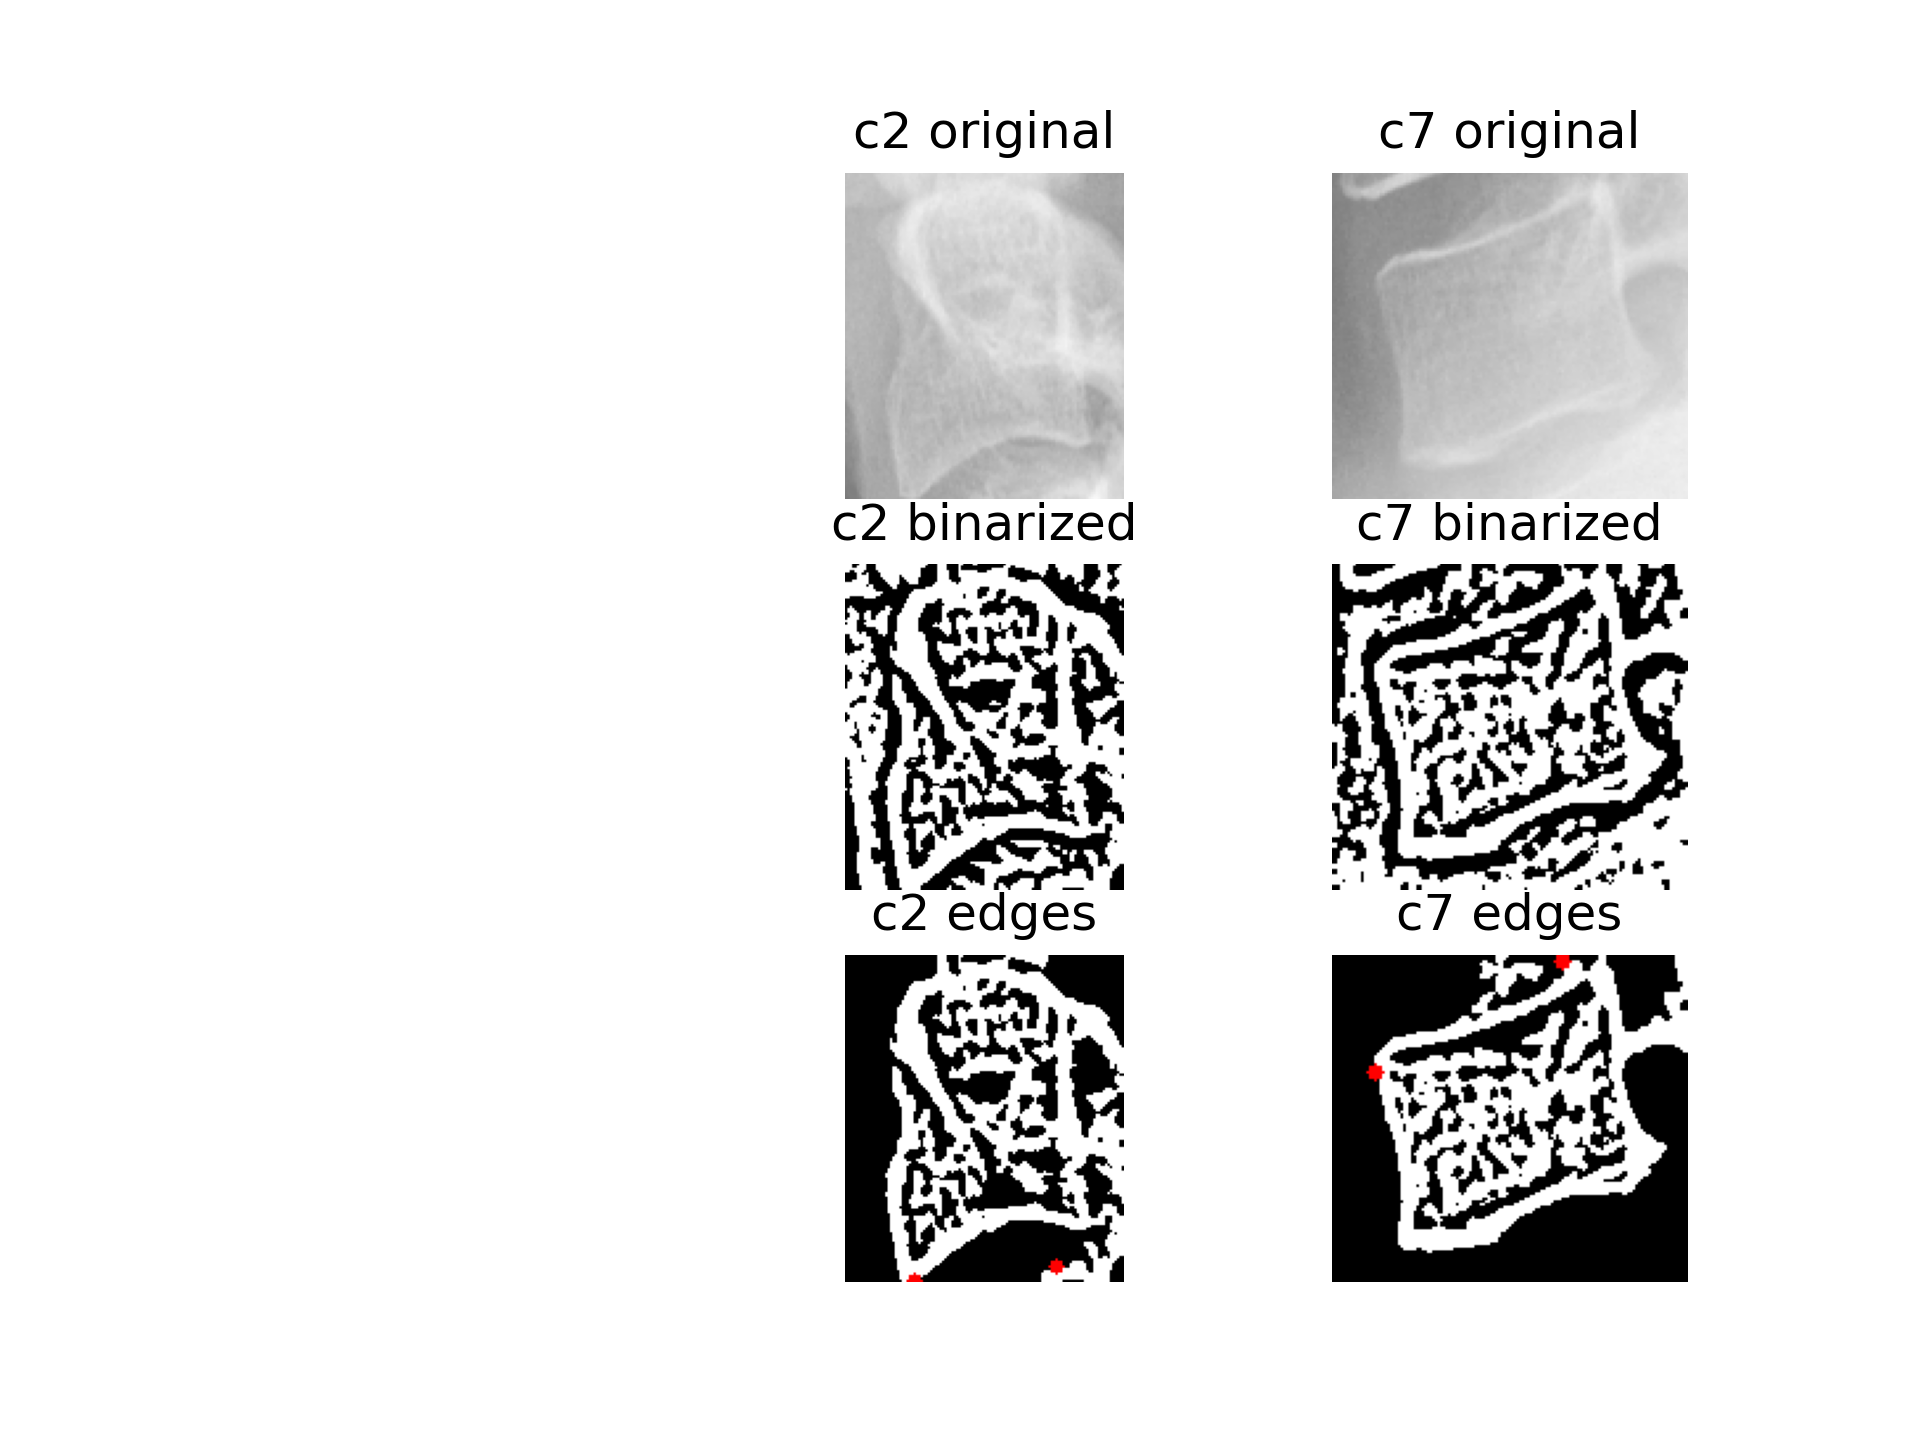 c2 original
c7 original
c2 binarized
c7 binarized
c2 edges
c7 edges